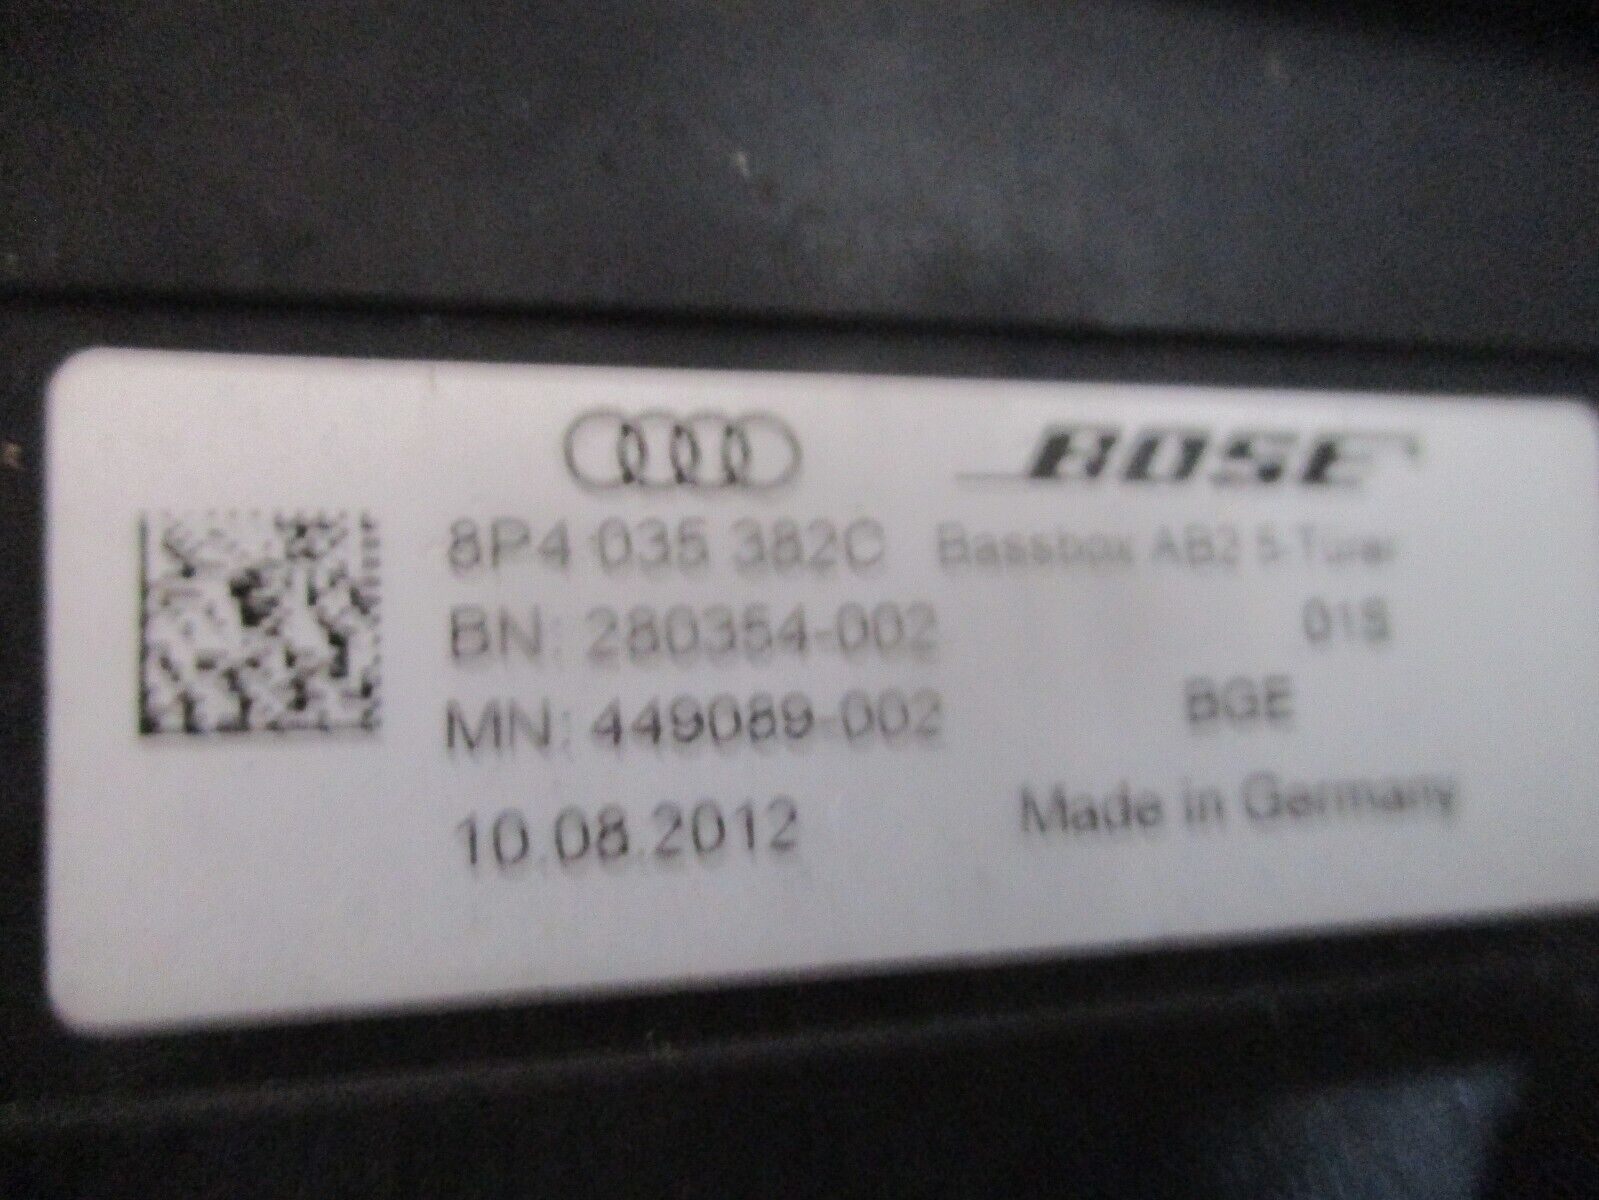 BOSE
8P4 035 382C Bassbox AB2 5-Türer
BN: 280354-002 01S
MN: 449089-002 BGE
10.08.2012 Made in Germany